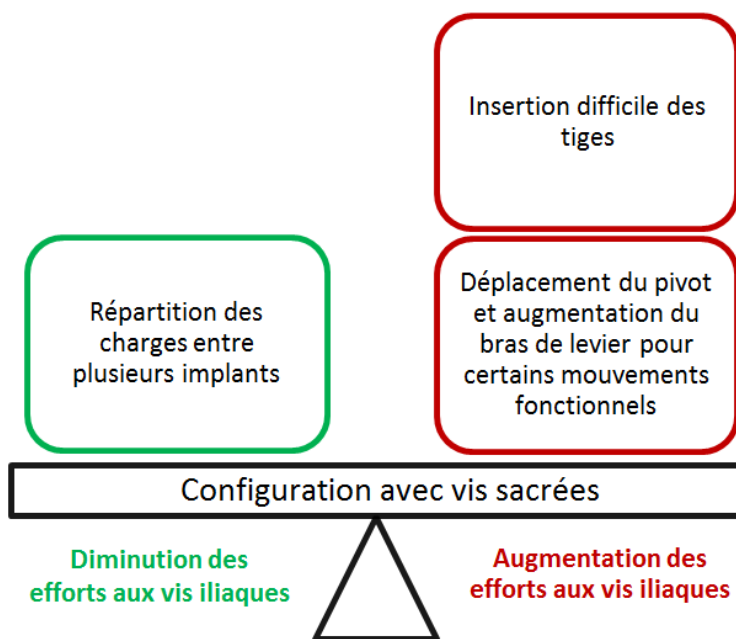 Insertion difficile des
tiges
Répartition des
charges entre
plusieurs implants
Déplacement du pivot
et augmentation du
bras de levier pour
certains mouvements
fonctionnels
Configuration avec vis sacrées
Diminution des
efforts aux vis iliaques
Augmentation des
efforts aux vis iliaques